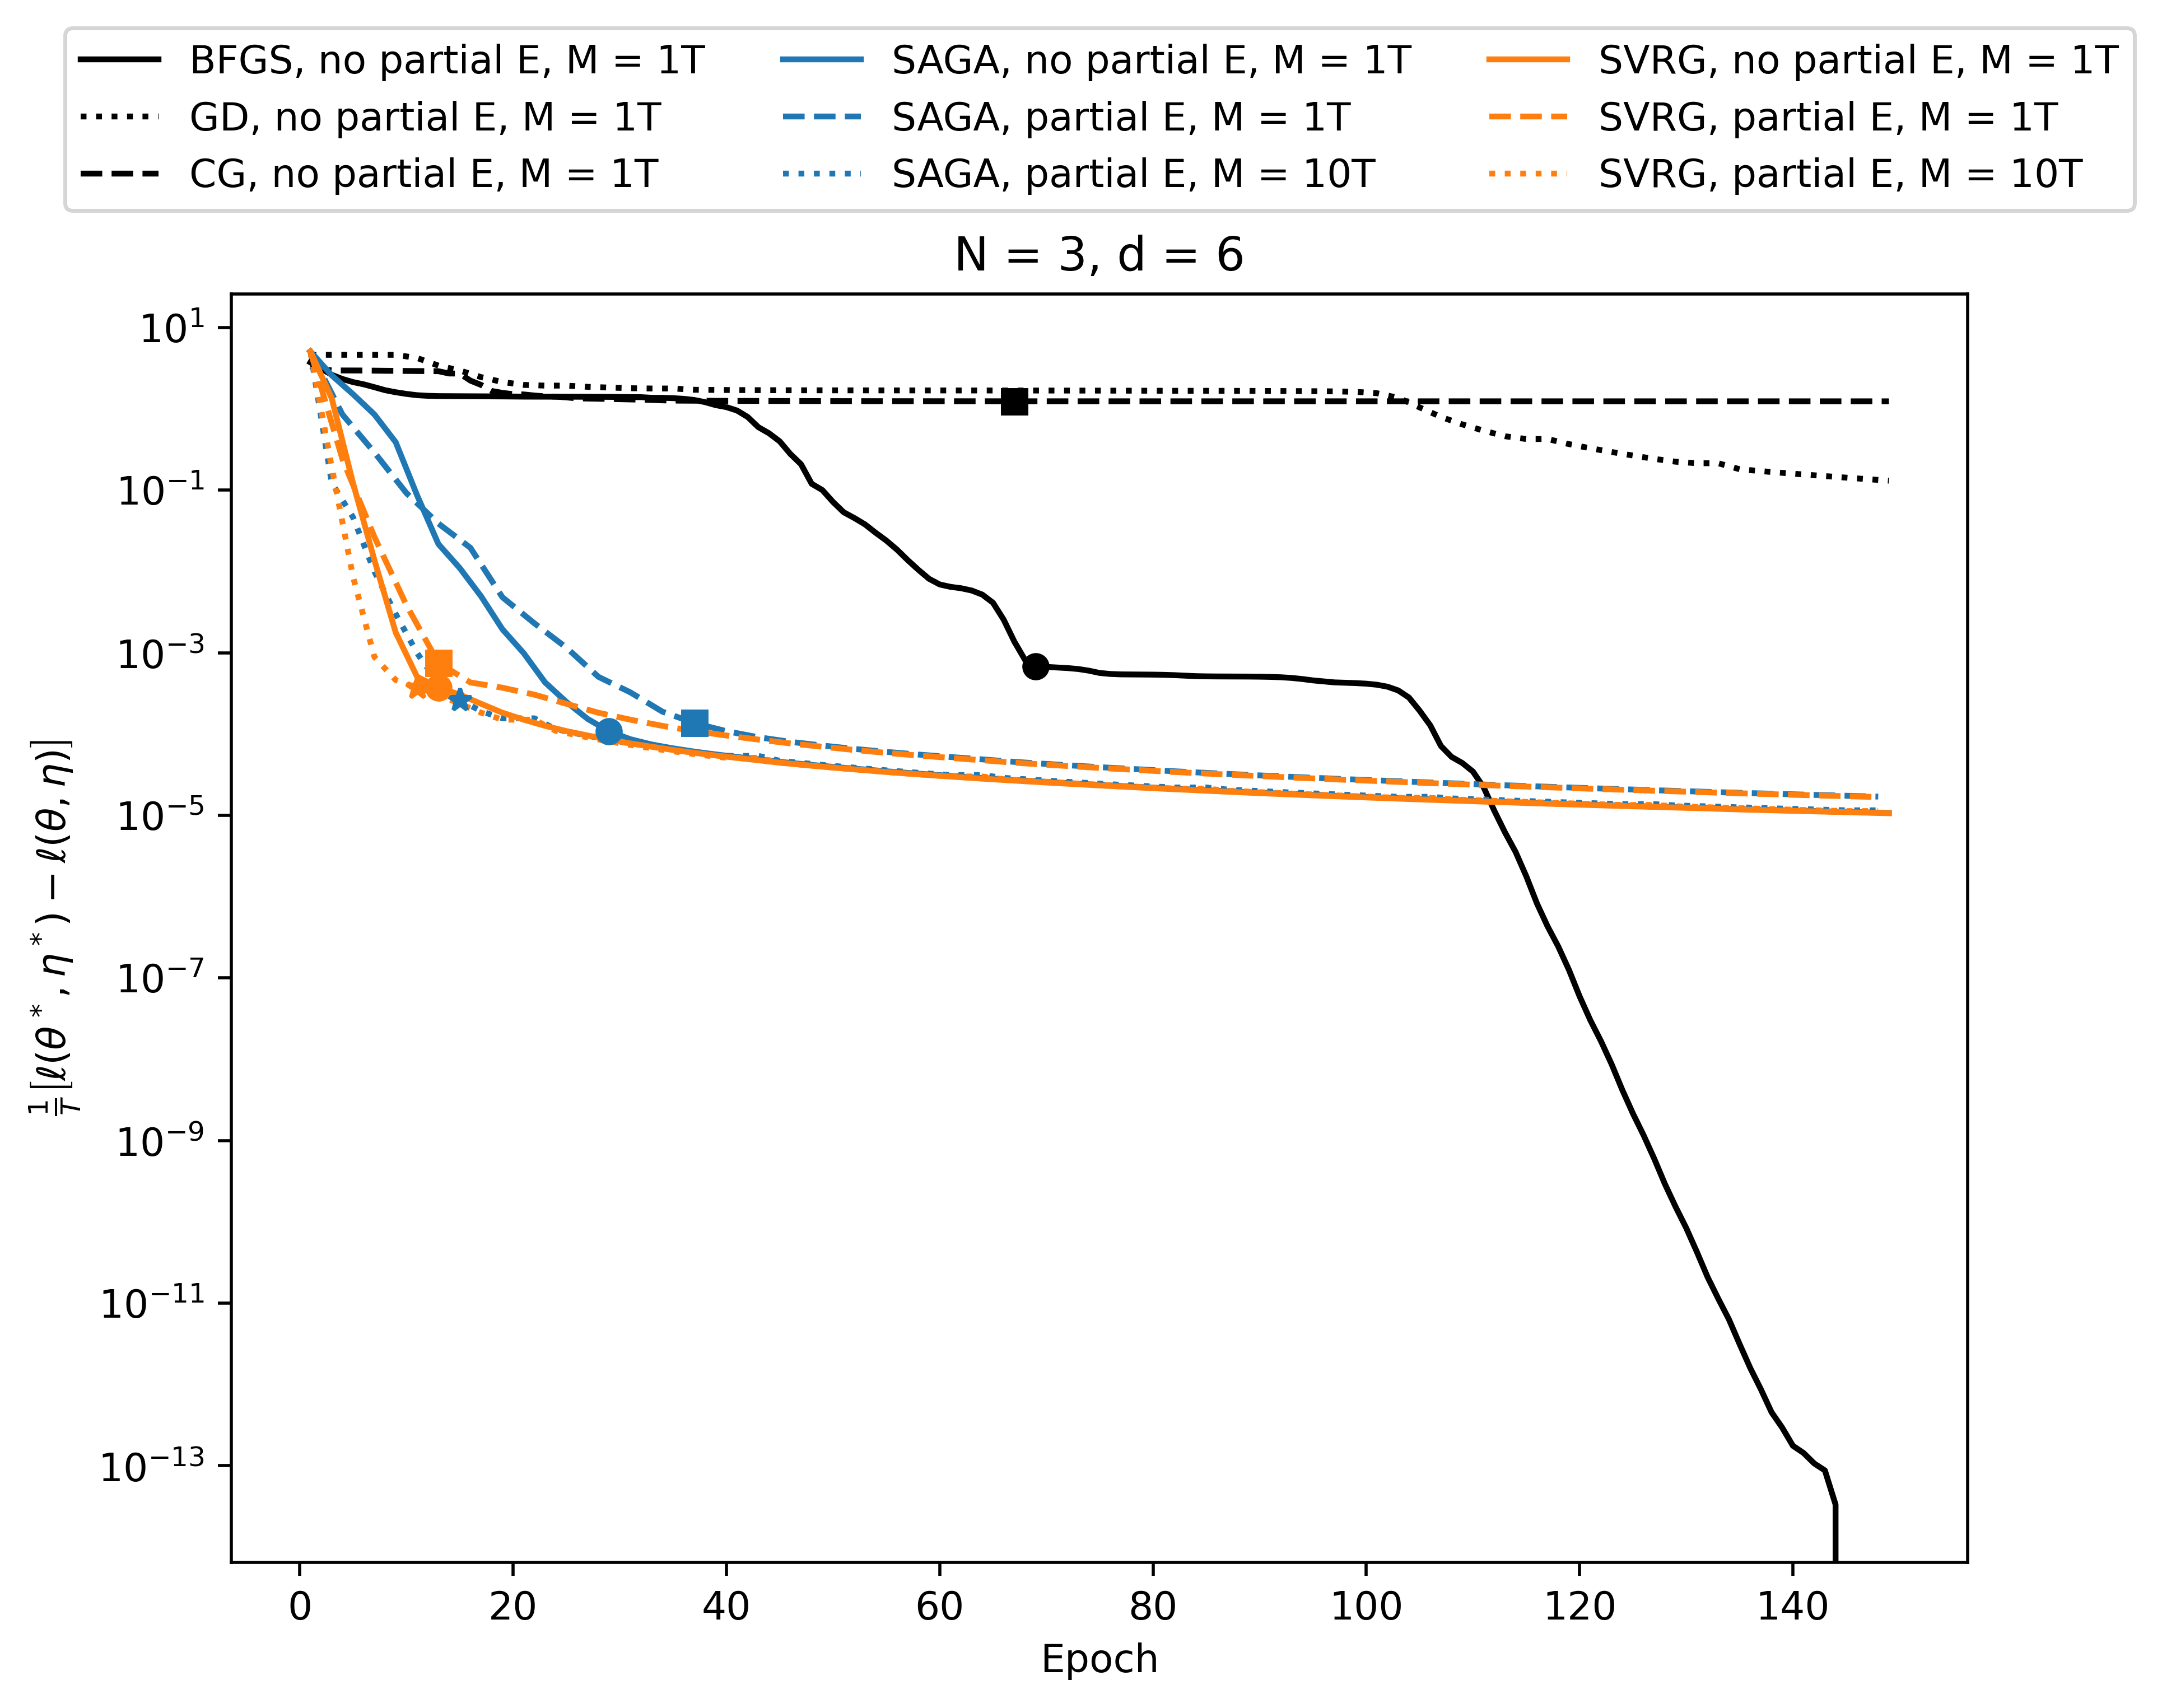 BFGS, no partial E, M = 1T
GD, no partial E, M = 1T
CG, no partial E, M = 1T
SAGA, no partial E, M = 1T
SAGA, partial E, M = 1T
SAGA, partial E, M = 10T
SVRG, no partial E, M = 1T
SVRG, partial E, M = 1T
SVRG, partial E, M = 10T
N = 3, d = 6
10^1
10^−1
10^−3
10^−5
10^−7
10^−9
10^−11
10^−13
1/T [ℓ(θ*, η*) − ℓ(θ, η)]
0 20 40 60 80 100 120 140
Epoch